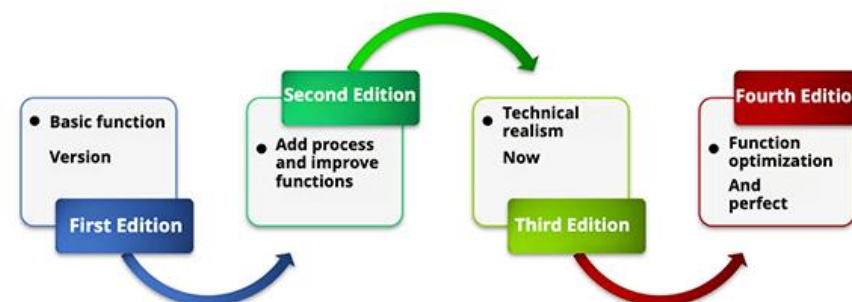 Basic function
Version
First Edition
Second Edition
Add process
and improve
functions
Technical
realism
Now
Third Edition
Fourth Editio
Function
optimization
And
perfect